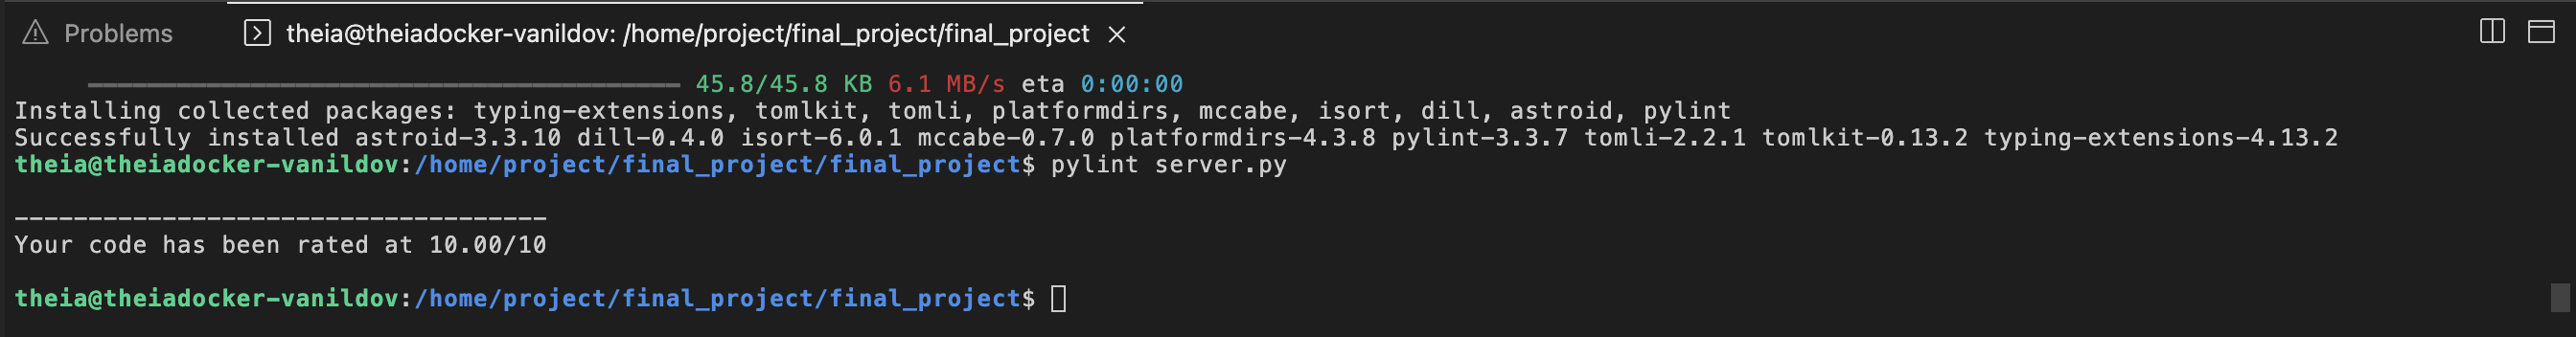 Problems
theia@theiadocker-vanildov: /home/project/final_project/final_project
45.8/45.8 KB 6.1 MB/s eta 0:00:00
Installing collected packages: typing-extensions, tomlkit, tomli, platformdirs, mccabe, isort, dill, astroid, pylint
Successfully installed astroid-3.3.10 dill-0.4.0 isort-6.0.1 mccabe-0.7.0 platformdirs-4.3.8 pylint-3.3.7 tomli-2.2.1 tomlkit-0.13.2 typing-extensions-4.13.2
theia@theiadocker-vanildov:/home/project/final_project/final_project$ pylint server.py
------------------------------------
Your code has been rated at 10.00/10
theia@theiadocker-vanildov:/home/project/final_project/final_project$